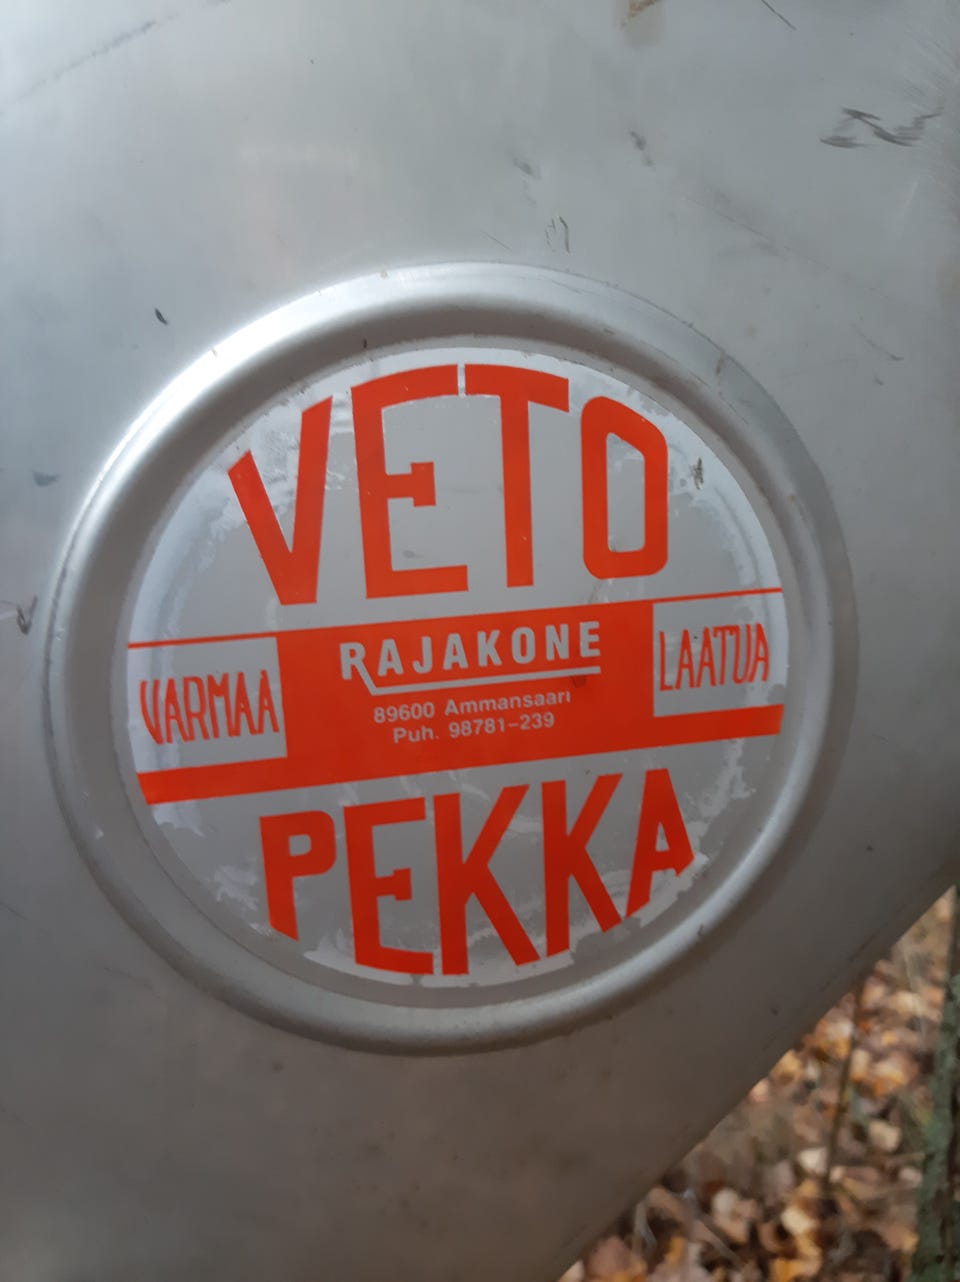 VETO
VARMAA
RAJAKONE
89600 Ammansaari
Puh. 98781-239
LAATUA
PEKKA